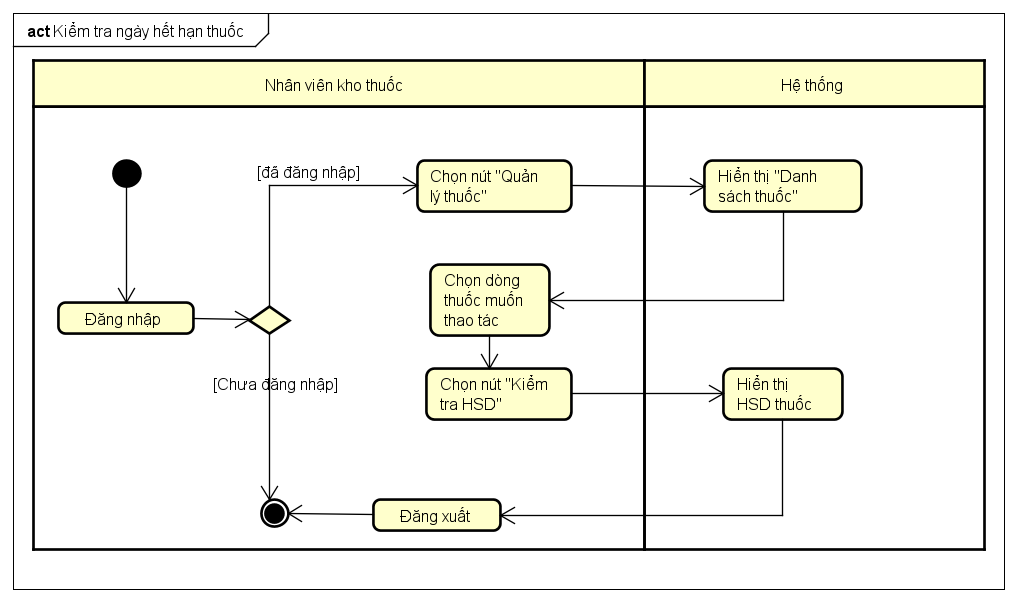 act Kiểm tra ngày hết hạn thuốc
Nhân viên kho thuốc
Hệ thống
[đã đăng nhập]
Chọn nút "Quản
lý thuốc"
Hiển thị "Danh
sách thuốc"
Đăng nhập
Chọn dòng
thuốc muốn
thao tác
[Chưa đăng nhập]
Chọn nút "Kiểm
tra HSD"
Hiển thị
HSD thuốc
Đăng xuất